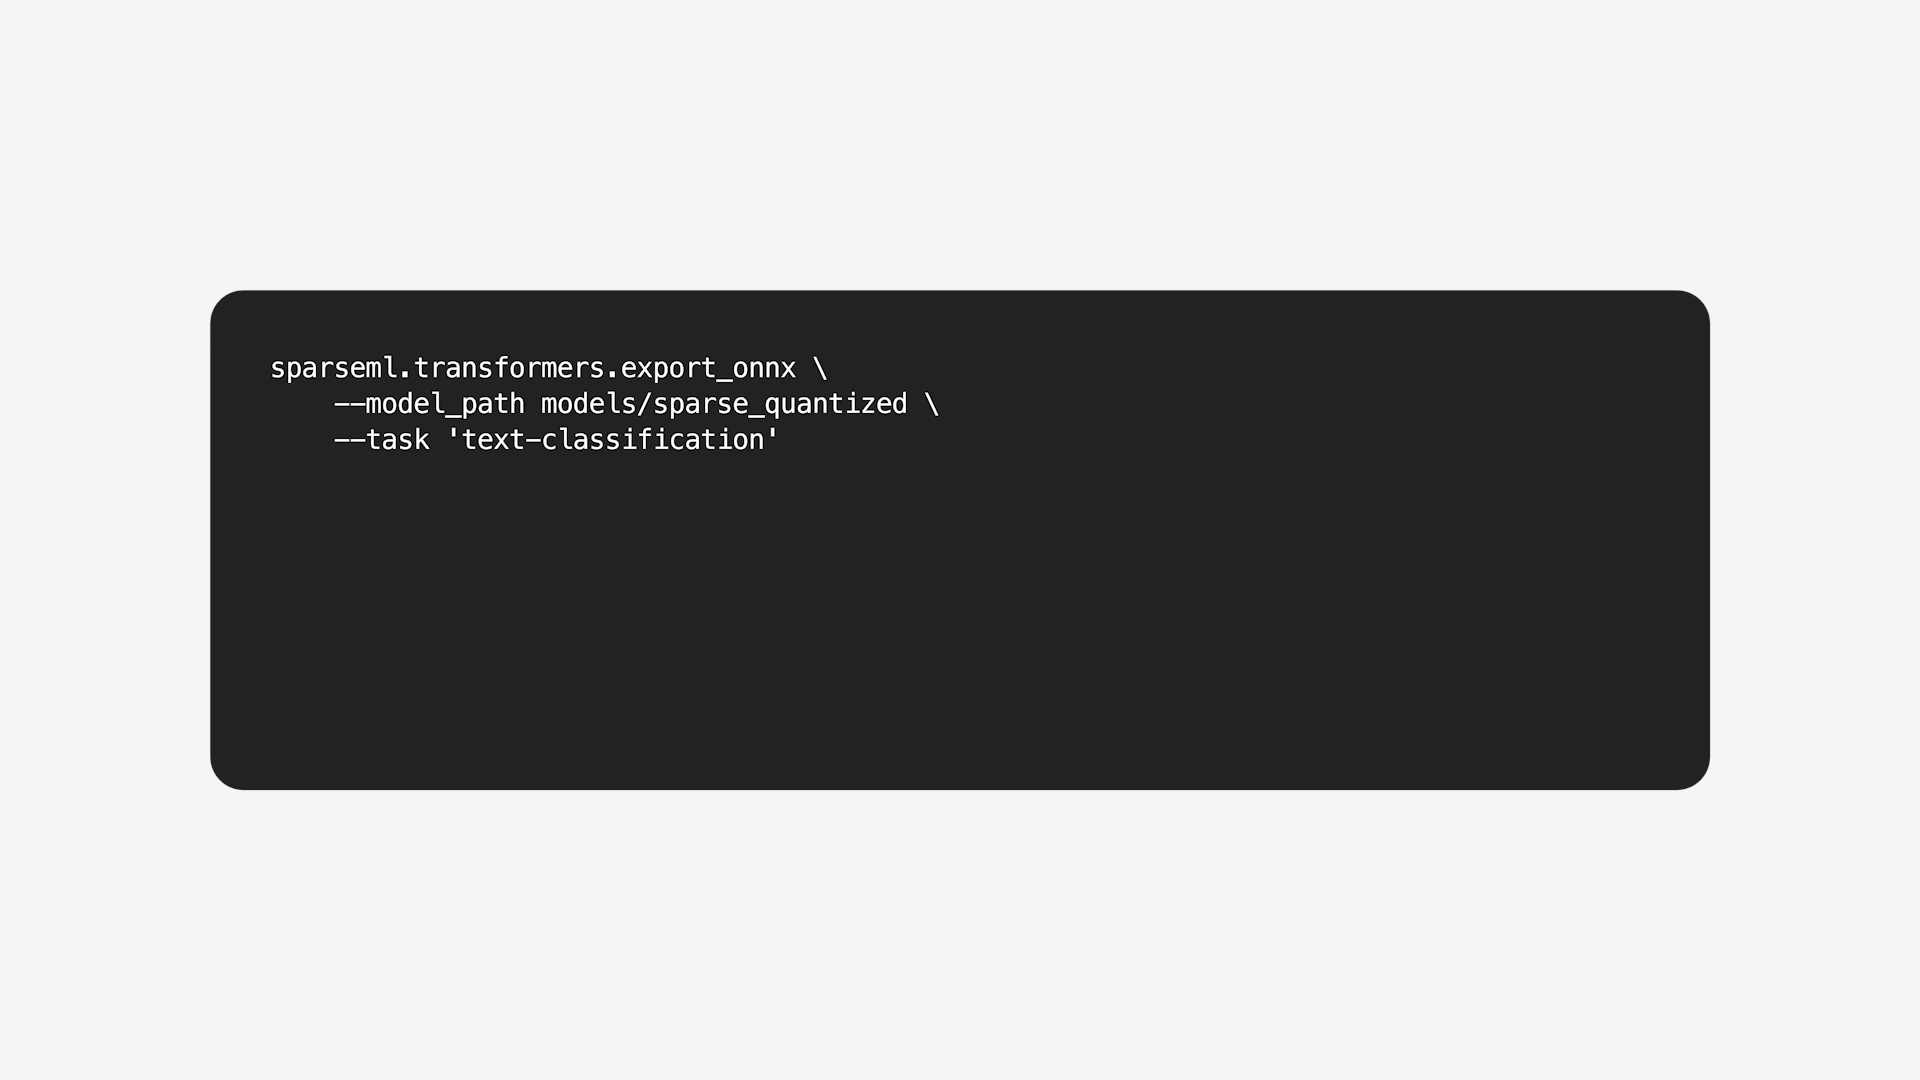 sparseml.transformers.export_onnx \
    --model_path models/sparse_quantized \
    --task 'text-classification'